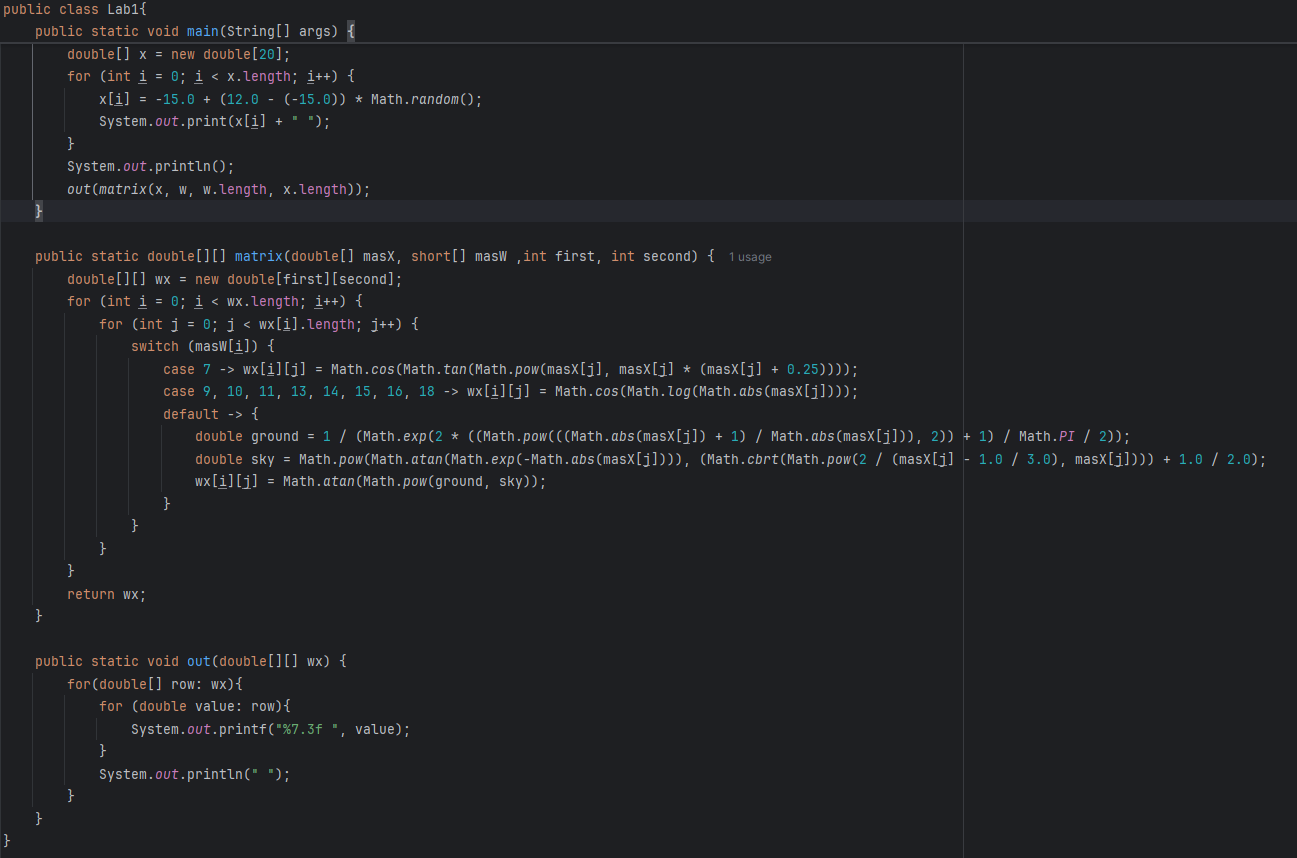 public class Lab1{
    public static void main(String[] args) {
        double[] x = new double[20];
        for (int i = 0; i < x.length; i++) {
            x[i] = -15.0 + (12.0 - (-15.0)) * Math.random();
            System.out.print(x[i] + " ");
        }
        System.out.println();
        out(matrix(x, w, w.length, x.length));
    }

    public static double[][] matrix(double[] masX, short[] masW ,int first, int second) {  1 usage
        double[][] wx = new double[first][second];
        for (int i = 0; i < wx.length; i++) {
            for (int j = 0; j < wx[i].length; j++) {
                switch (masW[i]) {
                    case 7 -> wx[i][j] = Math.cos(Math.tan(Math.pow(masX[j], masX[j] * (masX[j] + 0.25))));
                    case 9, 10, 11, 13, 14, 15, 16, 18 -> wx[i][j] = Math.cos(Math.log(Math.abs(masX[j])));
                    default -> {
                        double ground = 1 / (Math.exp(2 * ((Math.pow(((Math.abs(masX[j]) + 1) / Math.abs(masX[j])), 2)) + 1) / Math.PI / 2));
                        double sky = Math.pow(Math.atan(Math.exp(-Math.abs(masX[j]))), (Math.cbrt(Math.pow(2 / (masX[j] - 1.0 / 3.0), masX[j]))) + 1.0 / 2.0);
                        wx[i][j] = Math.atan(Math.pow(ground, sky));
                    }
                }
            }
        }
        return wx;
    }

    public static void out(double[][] wx) {
        for(double[] row: wx){
            for (double value: row){
                System.out.printf("%7.3f ", value);
            }
            System.out.println(" ");
        }
    }
}